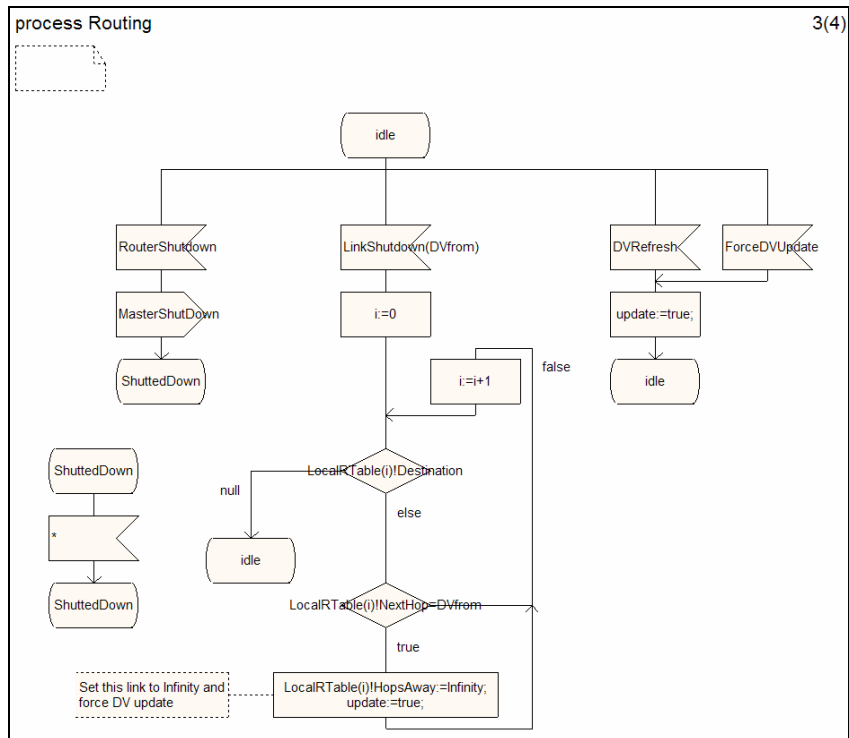 process Routing
3(4)
idle
RouterShutdown
LinkShutdown(DVfrom)
DVRefresh
ForceDVUpdate
MasterShutDown
i:=0
update:=true;
ShuttedDown
i:=i+1
false
idle
ShuttedDown
LocalRTable(i)!Destination
null
else
*
idle
ShuttedDown
LocalRTable(i)!NextHop=DVfrom
true
Set this link to Infinity and
force DV update
LocalRTable(i)!HopsAway:=Infinity;
update:=true;